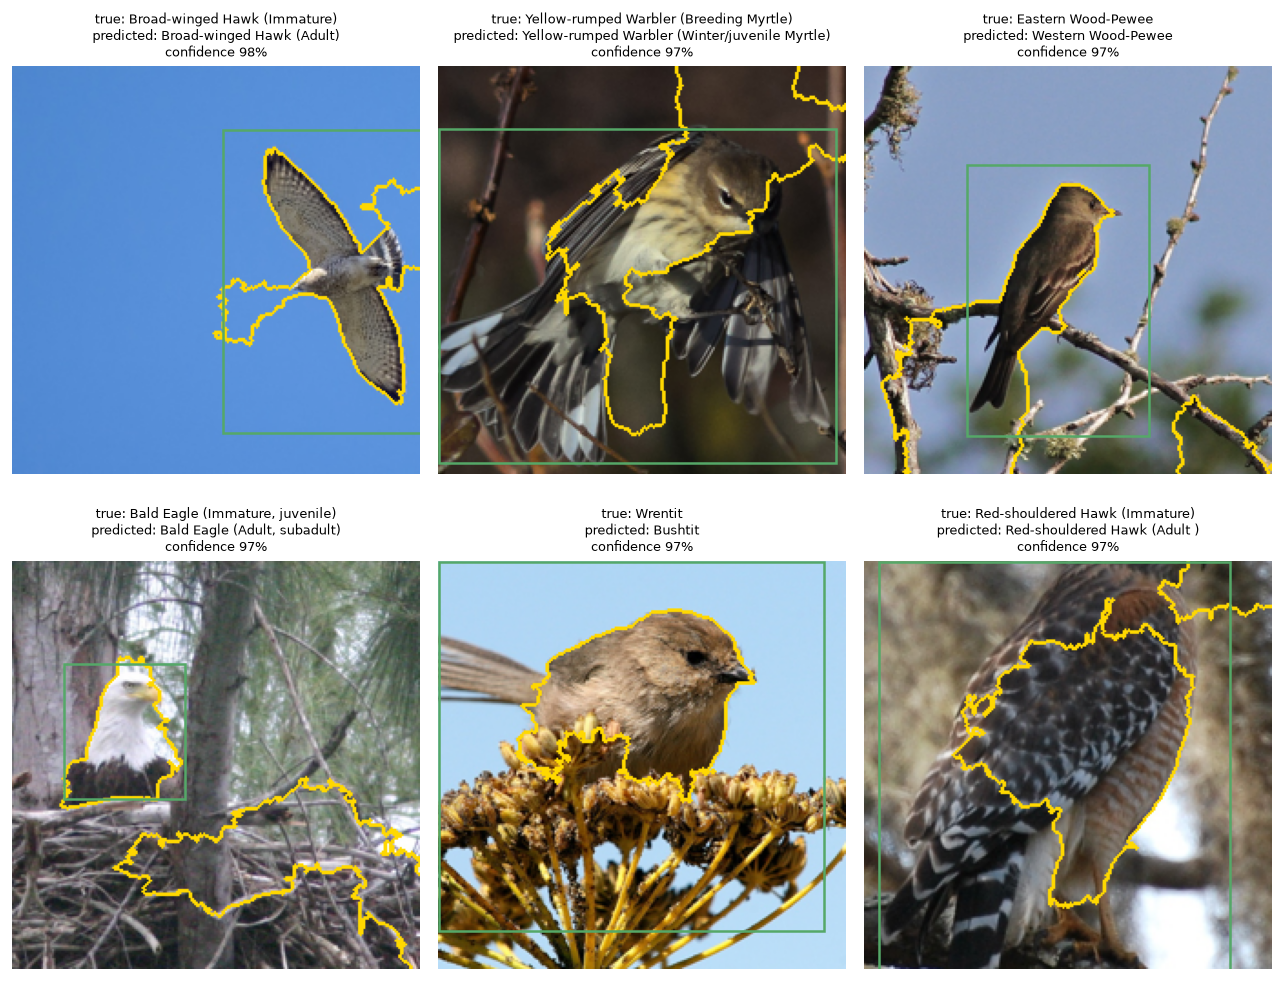 true: Broad-winged Hawk (Immature)
predicted: Broad-winged Hawk (Adult)
confidence 98%
true: Yellow-rumped Warbler (Breeding Myrtle)
predicted: Yellow-rumped Warbler (Winter/juvenile Myrtle)
confidence 97%
true: Eastern Wood-Pewee
predicted: Western Wood-Pewee
confidence 97%
true: Bald Eagle (Immature, juvenile)
predicted: Bald Eagle (Adult, subadult)
confidence 97%
true: Wrentit
predicted: Bushtit
confidence 97%
true: Red-shouldered Hawk (Immature)
predicted: Red-shouldered Hawk (Adult )
confidence 97%